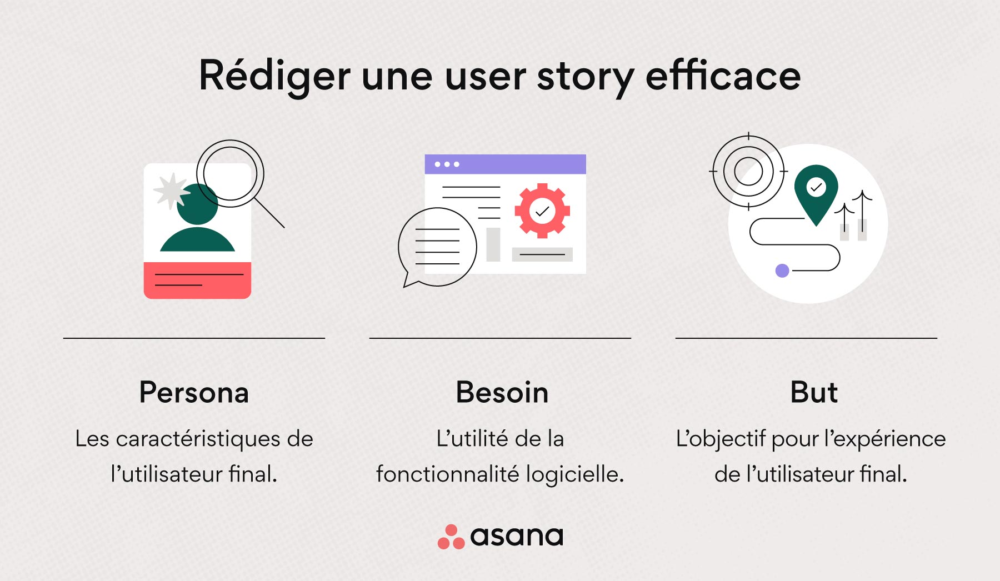 Rédiger une user story efficace
Persona
Les caractéristiques de
l’utilisateur final.
Besoin
L’utilité de la
fonctionnalité logicielle.
But
L’objectif pour l’expérience
de l’utilisateur final.
asana